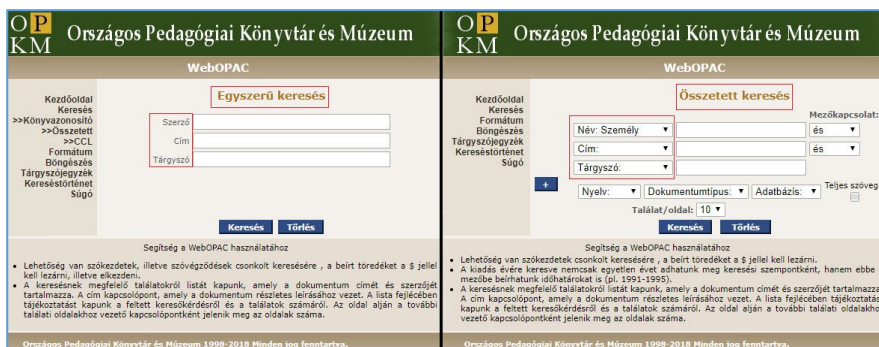 O P
K M
Országos Pedagógiai Könyvtár és Múzeum
WebOPAC
Kezdőoldal
Keresés
>>Könyvazonosító
>>Összetett
>>CCL
Formátum
Böngészés
Tárgyszójegyzék
Kereséstörténet
Súgó
Egyszerű keresés
Szerző
Cím
Tárgyszó
Keresés Törlés
Segítség a WebOPAC használatához
• Lehetőség van szókezdetek, illetve szóvégződések csonkolt keresésére , a beírt töredéket a $ jellel
kell lezárni, illetve elkezdeni.
• A keresésnek megfelelő találatokról listát kapunk, amely a dokumentum címét és szerzőjét
tartalmazza. A cím kapcsolópont, amely a dokumentum részletes leírásához vezet. A lista fejlécében
tájékoztatást kapunk a feltett keresőkérdésről és a találatok számáról. Az oldal alján a további
találati oldalakhoz vezető kapcsolópontként jelenik meg az oldalak száma.
Országos Pedagógiai Könyvtár és Múzeum 1998-2018 Minden jog fenntartva.
O P
K M
Országos Pedagógiai Könyvtár és Múzeum
WebOPAC
Kezdőoldal
Keresés
Formátum
Böngészés
Tárgyszójegyzék
Kereséstörténet
Súgó
Összetett keresés
Mezőkapcsolat:
Név: Személy és
Cím: és
Tárgyszó:
+
Nyelv: Dokumentumtípus: Adatbázis: Teljes szöveg
Találat/oldal: 10
Keresés Törlés
Segítség a WebOPAC használatához
• Lehetőség van szókezdetek csonkolt keresésére , a beírt töredéket a $ jellel kell lezárni.
• A kiadás évére keresve nemcsak egyetlen évet adhatunk meg keresési szempontként, hanem ebbe
mezőbe beírhatunk időhatárokat is (pl. 1991-1995).
• A keresésnek megfelelő találatokról listát kapunk, amely a dokumentum címét és szerzőjét tartalmazza
A cím kapcsolópont, amely a dokumentum részletes leírásához vezet. A lista fejlécében tájékoztatás
kapunk a feltett keresőkérdésről és a találatok számáról. Az oldal alján a további találati oldalakho
vezető kapcsolópontként jelenik meg az oldalak száma.
Országos Pedagógiai Könyvtár és Múzeum 1998-2018 Minden jog fenntartva.